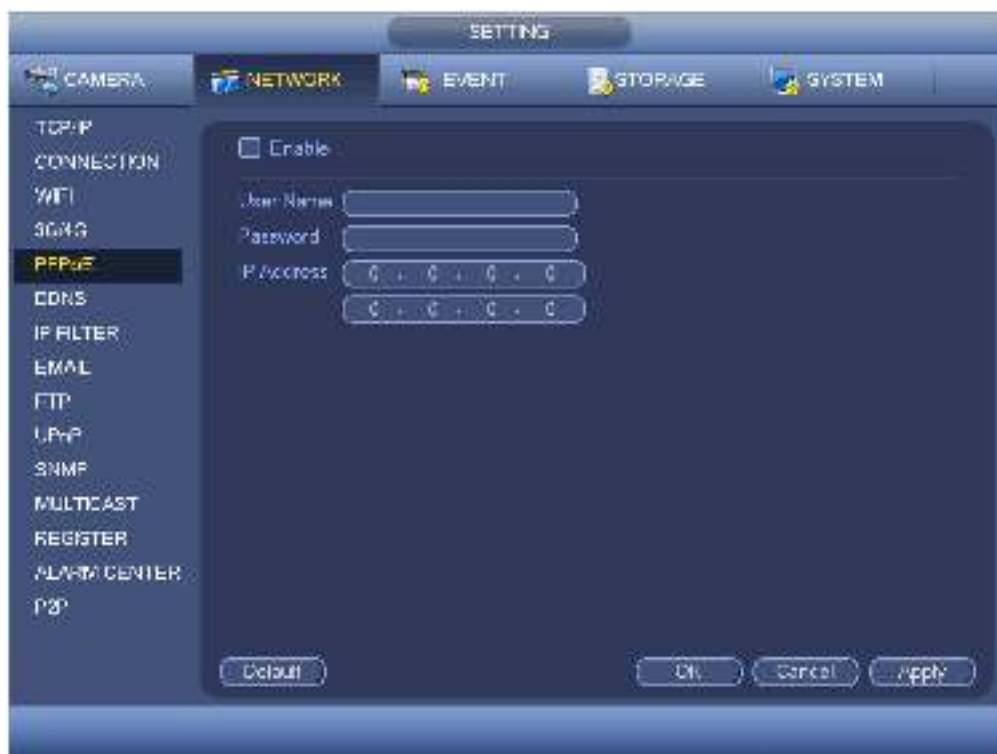 SETTING
CAMERA NETWORK EVENT STORAGE SYSTEM
TCP/IP
CONNECTION
WIFI
3G/4G
PPPoE
DDNS
IP FILTER
EMAIL
FTP
UPnP
SNMP
MULTICAST
REGISTER
ALARM CENTER
P2P
Enable
User Name
Password
IP Address 0 . 0 . 0 . 0
0 . 0 . 0 . 0
Default OK Cancel Apply